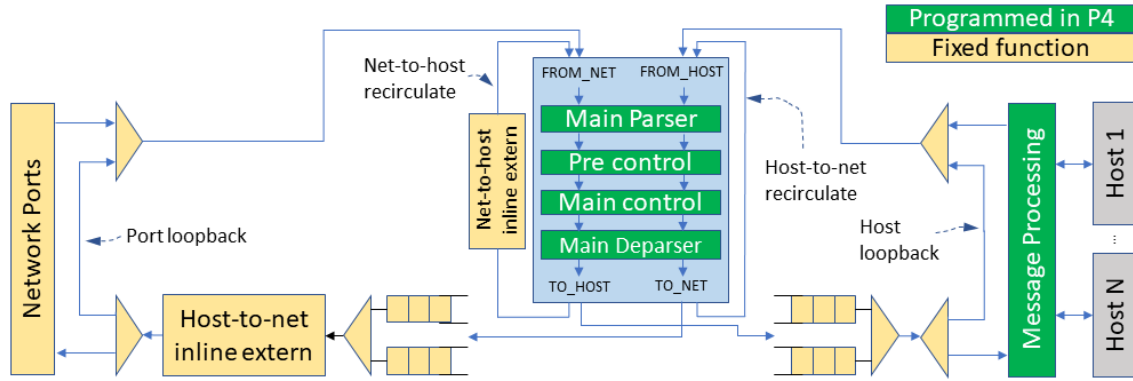 Programmed in P4
Fixed function
Net-to-host
recirculate
FROM_NET
FROM_HOST
Main Parser
Pre control
Main control
Main Deparser
TO_HOST
TO_NET
Net-to-host
inline extern
Host-to-net
recirculate
Network Ports
Port loopback
Host-to-net
inline extern
Host
loopback
Message Processing
Host 1
...
Host N